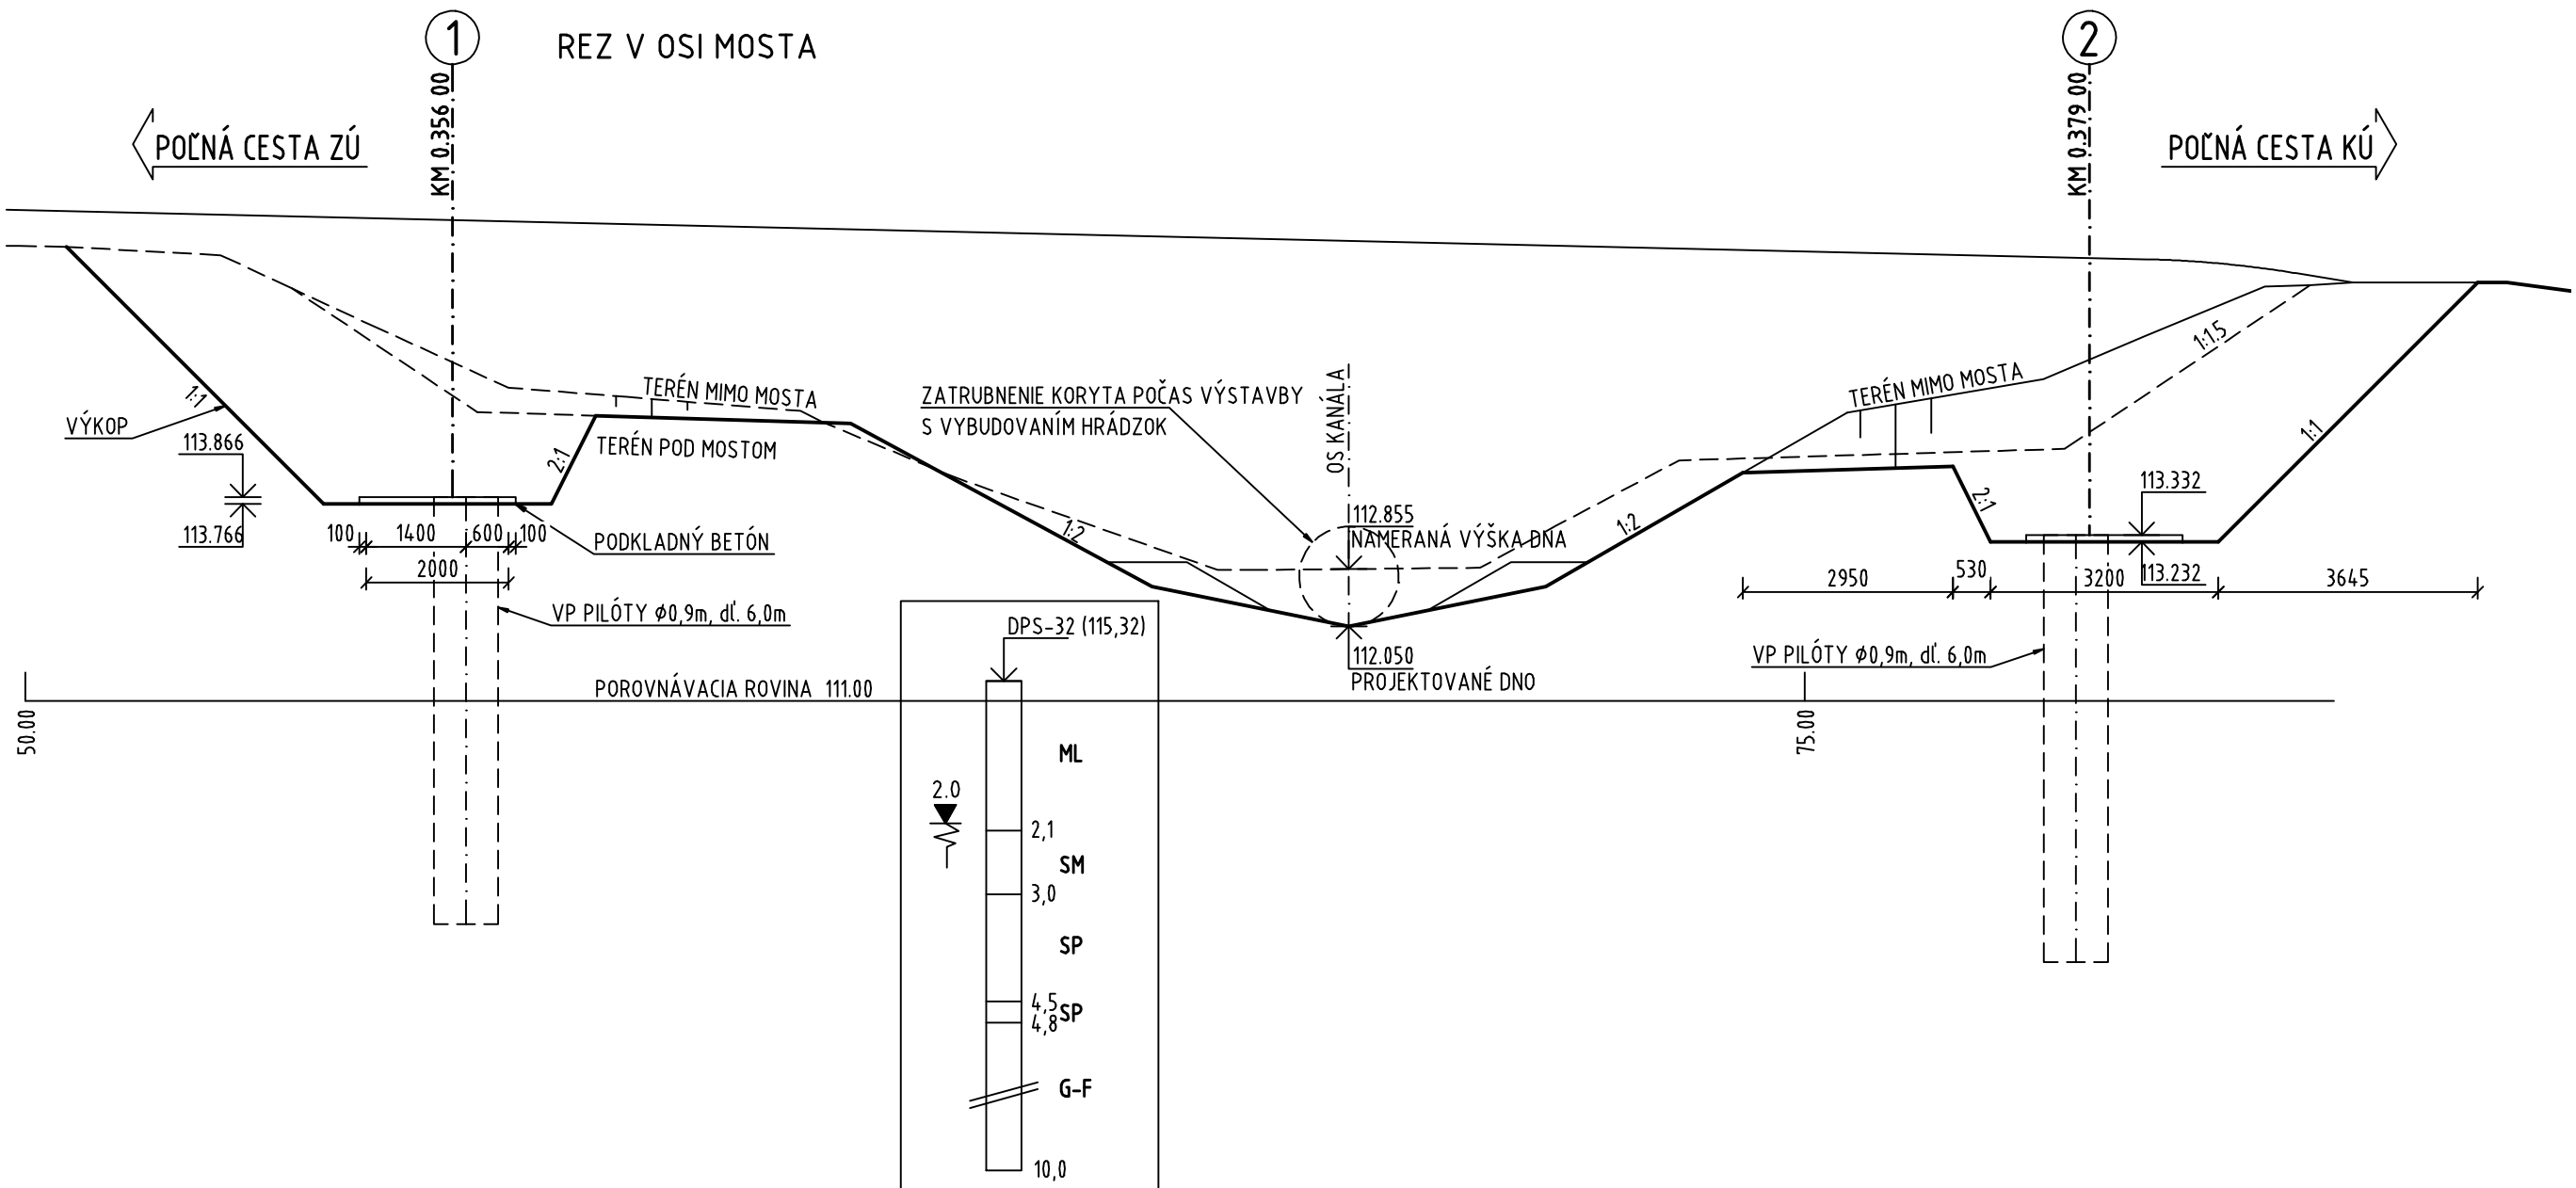 1
REZ V OSI MOSTA
2
KM 0.356 00
KM 0.379 00
POĽNÁ CESTA ZÚ
POĽNÁ CESTA KÚ
1:1
VÝKOP
113.866
113.766
2:1
TERÉN MIMO MOSTA
TERÉN POD MOSTOM
100
1400
600
100
2000
PODKLADNÝ BETÓN
VP PILÓTY Ø0,9m, dĺ. 6,0m
ZATRUBNENIE KORYTA POČAS VÝSTAVBY
S VYBUDOVANÍM HRÁDZOK
OS KANÁLA
1:2
112.855
NAMERANÁ VÝŠKA DNA
1:2
112.050
PROJEKTOVANÉ DNO
TERÉN MIMO MOSTA
1:1.5
1:1
2:1
113.332
113.232
2950
530
3200
3645
VP PILÓTY Ø0,9m, dĺ. 6,0m
POROVNÁVACIA ROVINA 111.00
50.00
75.00
DPS-32 (115,32)
ML
2.0
2,1
SM
3,0
SP
4,5
SP
4,8
G-F
10,0